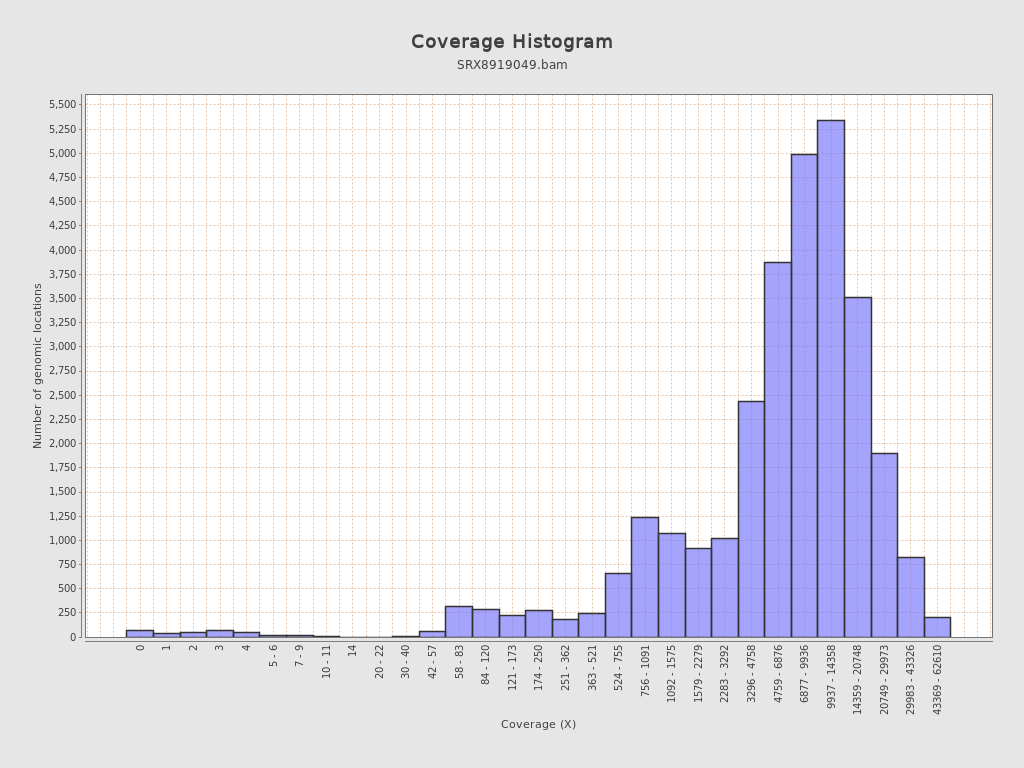 Coverage Histogram
SRX8919049.bam
Number of genomic locations
5,500
5,250
5,000
4,750
4,500
4,250
4,000
3,750
3,500
3,250
3,000
2,750
2,500
2,250
2,000
1,750
1,500
1,250
1,000
750
500
250
0
0
1
2
3
4
5 - 6
7 - 9
10 - 11
14
20 - 22
30 - 40
42 - 57
58 - 83
84 - 120
121 - 173
174 - 250
251 - 362
363 - 521
524 - 755
756 - 1091
1092 - 1575
1579 - 2279
2283 - 3292
3296 - 4758
4759 - 6876
6877 - 9936
9937 - 14358
14359 - 20748
20749 - 29973
29983 - 43326
43369 - 62610
Coverage (X)